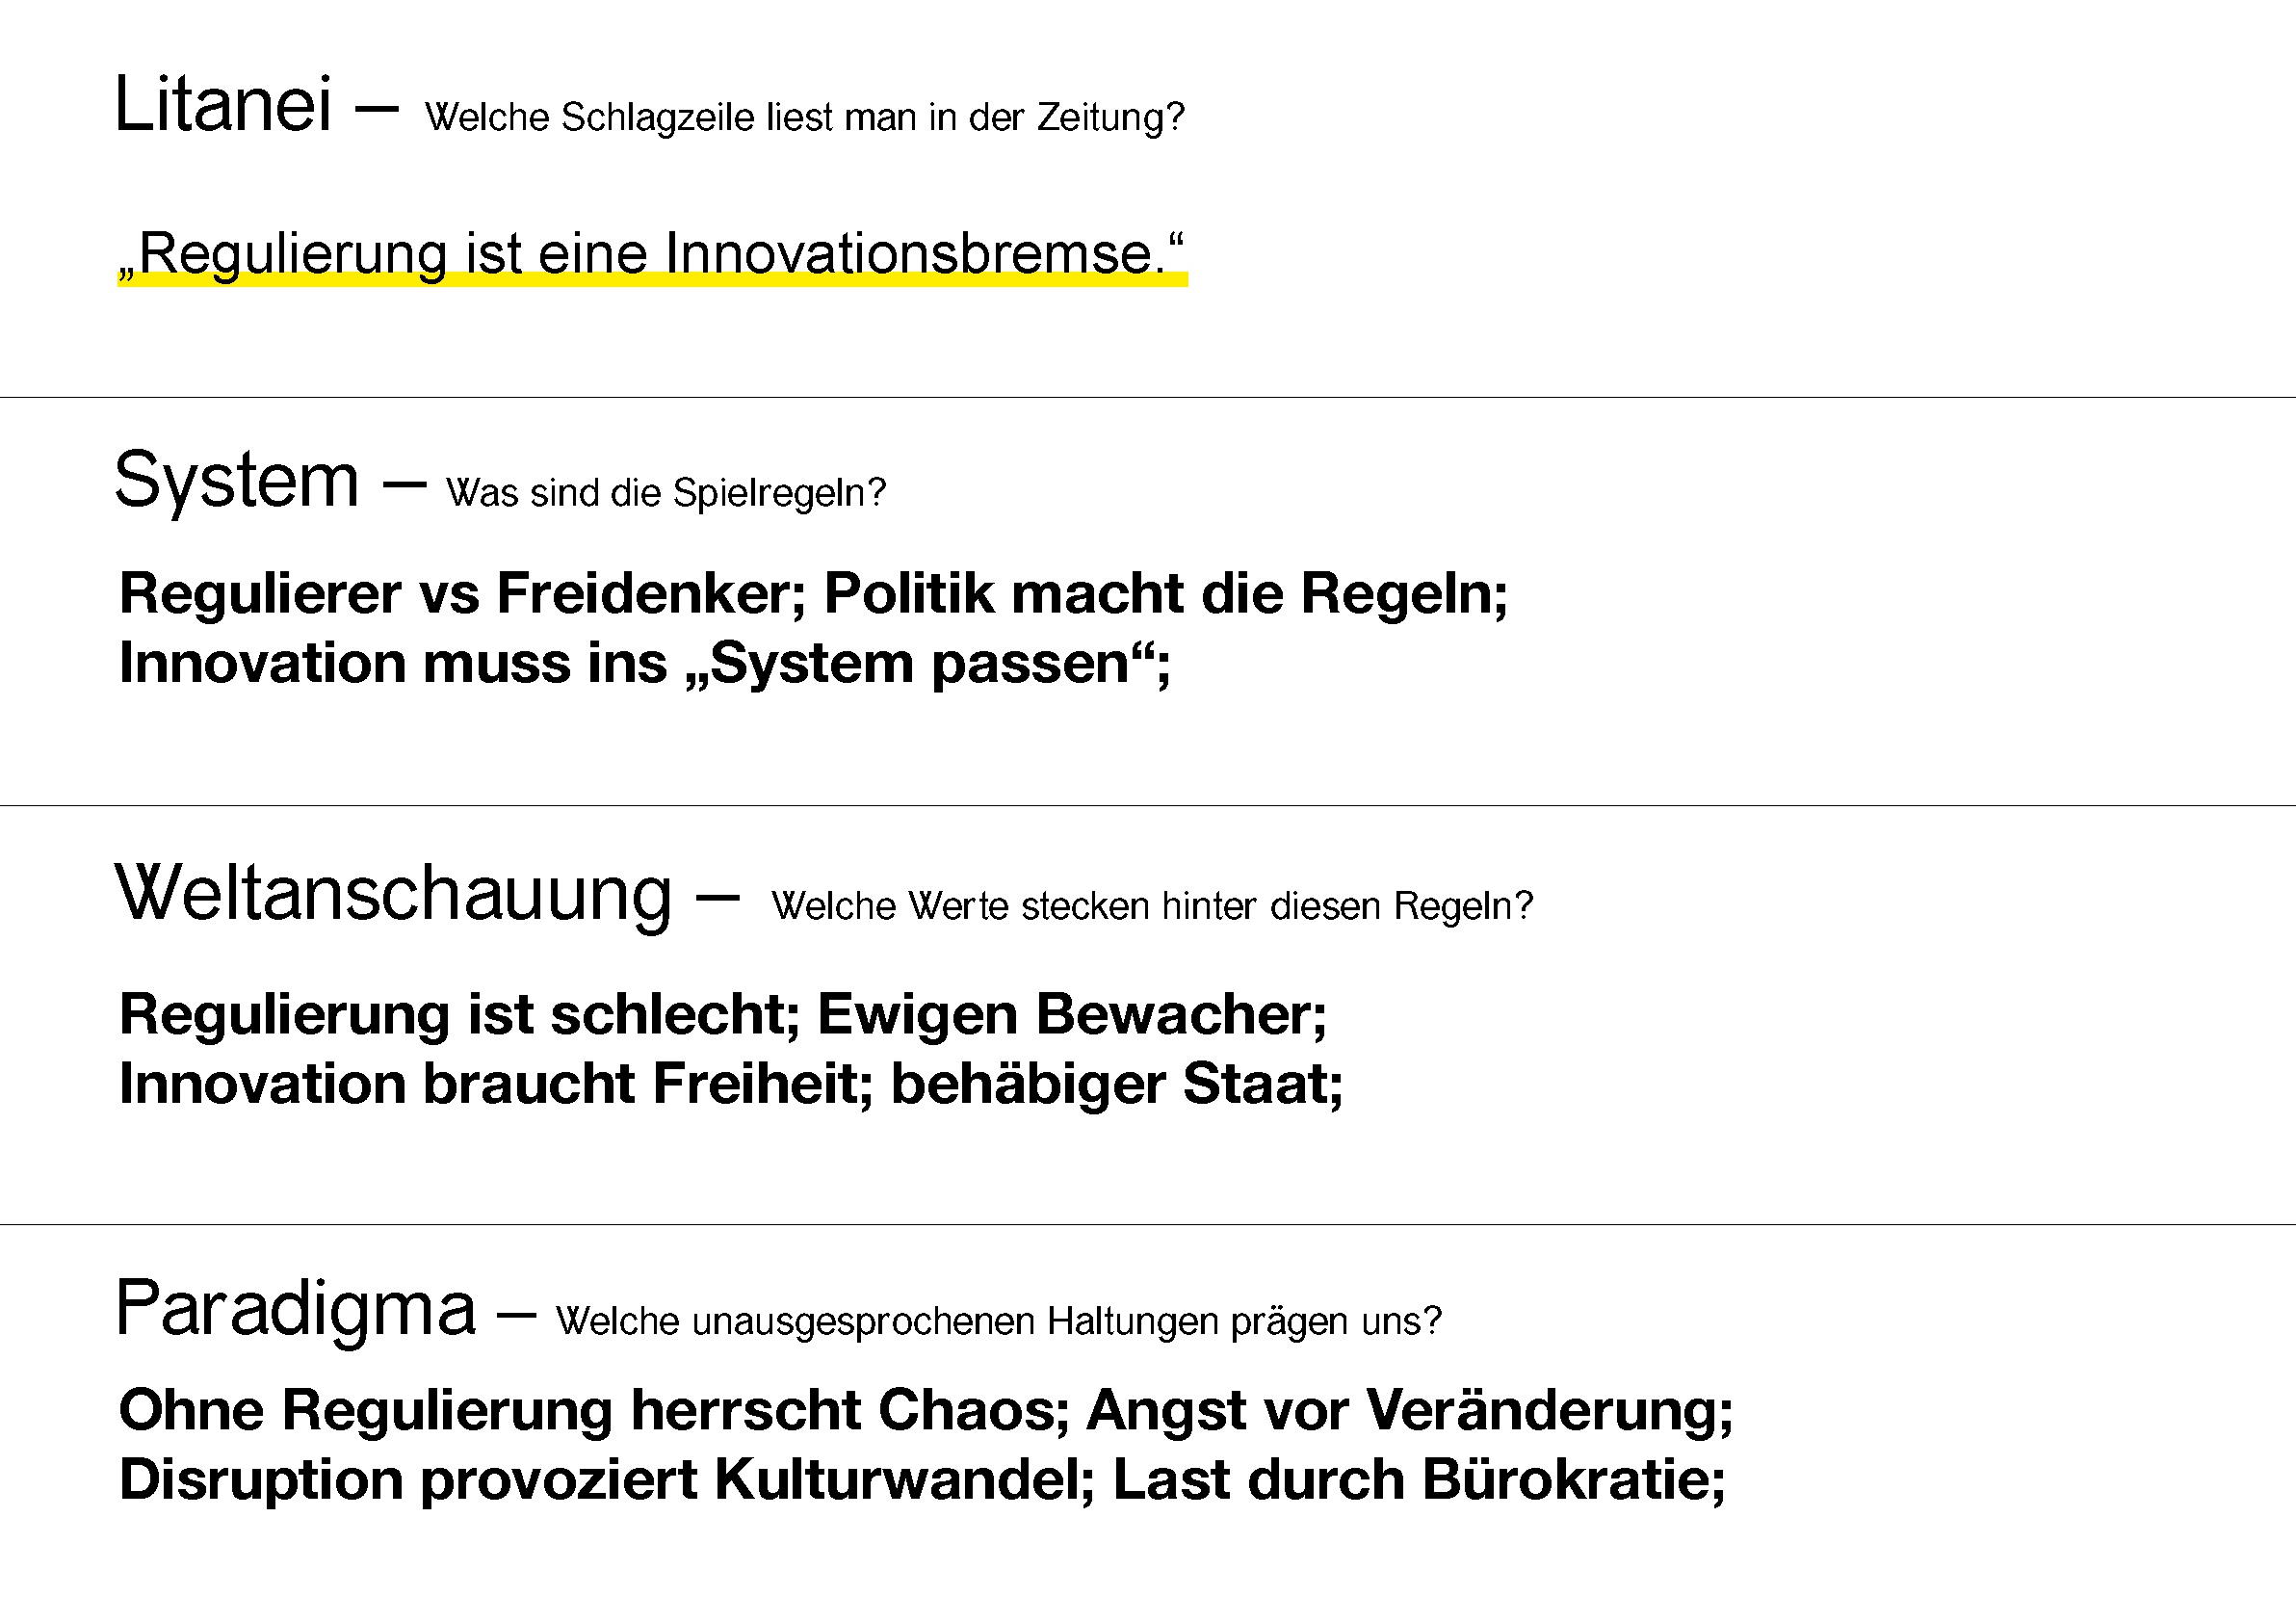 Litanei – Welche Schlagzeile liest man in der Zeitung?
„Regulierung ist eine Innovationsbremse.“
System – Was sind die Spielregeln?
Regulierer vs Freidenker; Politik macht die Regeln;
Innovation muss ins „System passen“;
Weltanschauung – Welche Werte stecken hinter diesen Regeln?
Regulierung ist schlecht; Ewigen Bewacher;
Innovation braucht Freiheit; behäbiger Staat;
Paradigma – Welche unausgesprochenen Haltungen prägen uns?
Ohne Regulierung herrscht Chaos; Angst vor Veränderung;
Disruption provoziert Kulturwandel; Last durch Bürokratie;